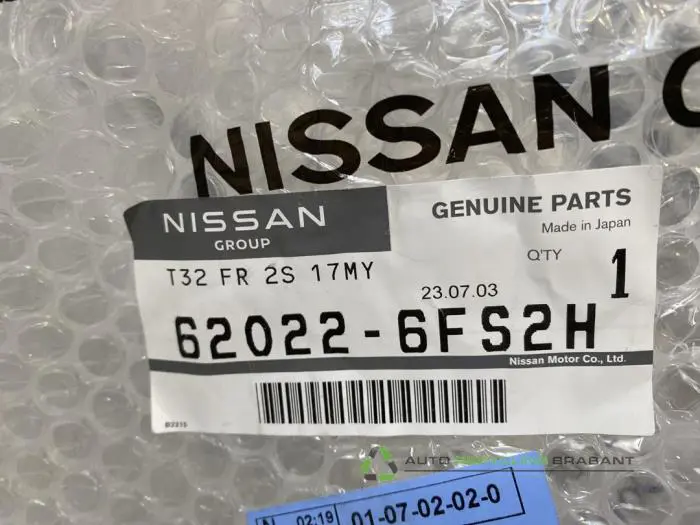 NISSAN
NISSAN
GROUP
GENUINE PARTS
Made in Japan
T32 FR 2S 17MY
Q'TY
1
23.07.03
62022-6FS2H
Nissan Motor Co., Ltd.
AUTO BRABANT
02:19
01-07-02-02-0